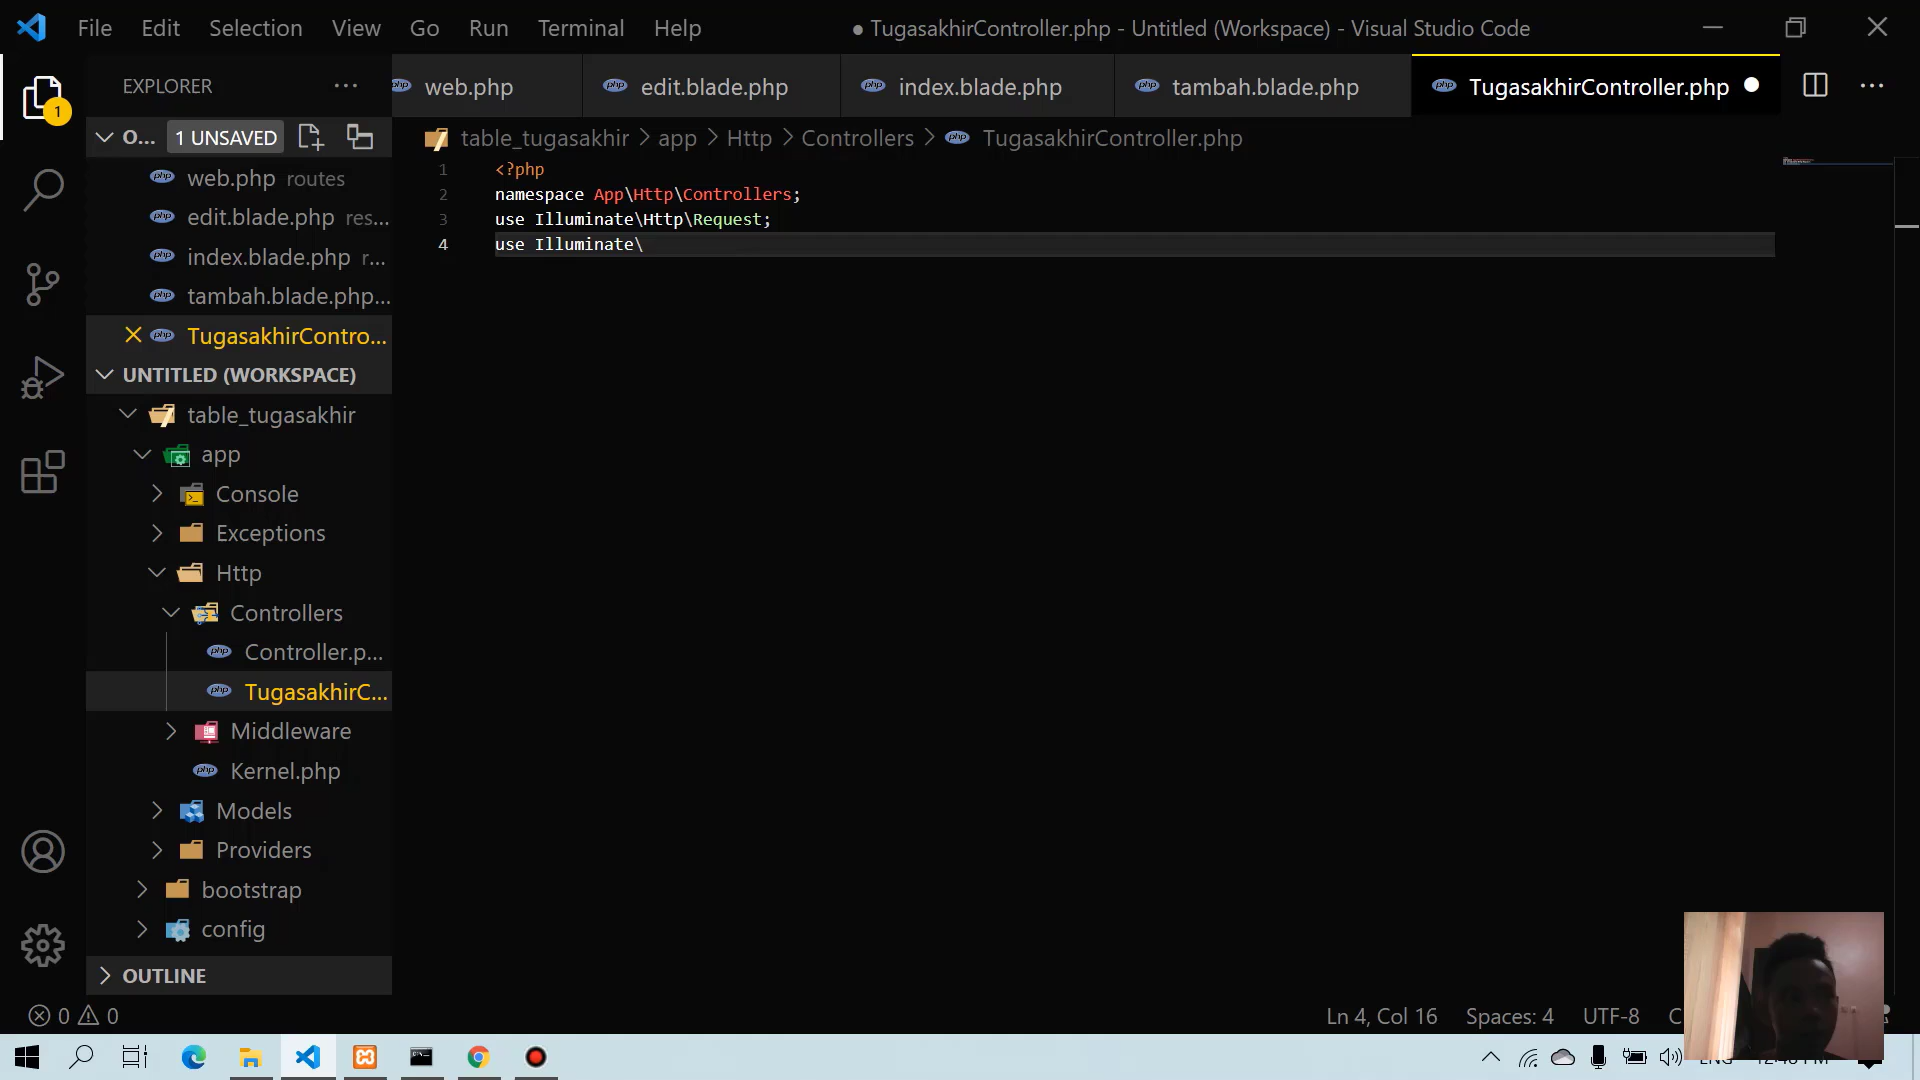 File Edit Selection View Go Run Terminal Help
● TugasakhirController.php - Untitled (Workspace) - Visual Studio Code
EXPLORER
web.php
edit.blade.php
index.blade.php
tambah.blade.php
TugasakhirController.php
O... 1 UNSAVED
web.php routes
edit.blade.php res...
index.blade.php r...
tambah.blade.php...
TugasakhirContro...
UNTITLED (WORKSPACE)
table_tugasakhir
app
Console
Exceptions
Http
Controllers
Controller.p...
TugasakhirC...
Middleware
Kernel.php
Models
Providers
bootstrap
config
OUTLINE
table_tugasakhir > app > Http > Controllers > TugasakhirController.php
1 <?php
2 namespace App\Http\Controllers;
3 use Illuminate\Http\Request;
4 use Illuminate\
1
0 0
Ln 4, Col 16 Spaces: 4 UTF-8 C